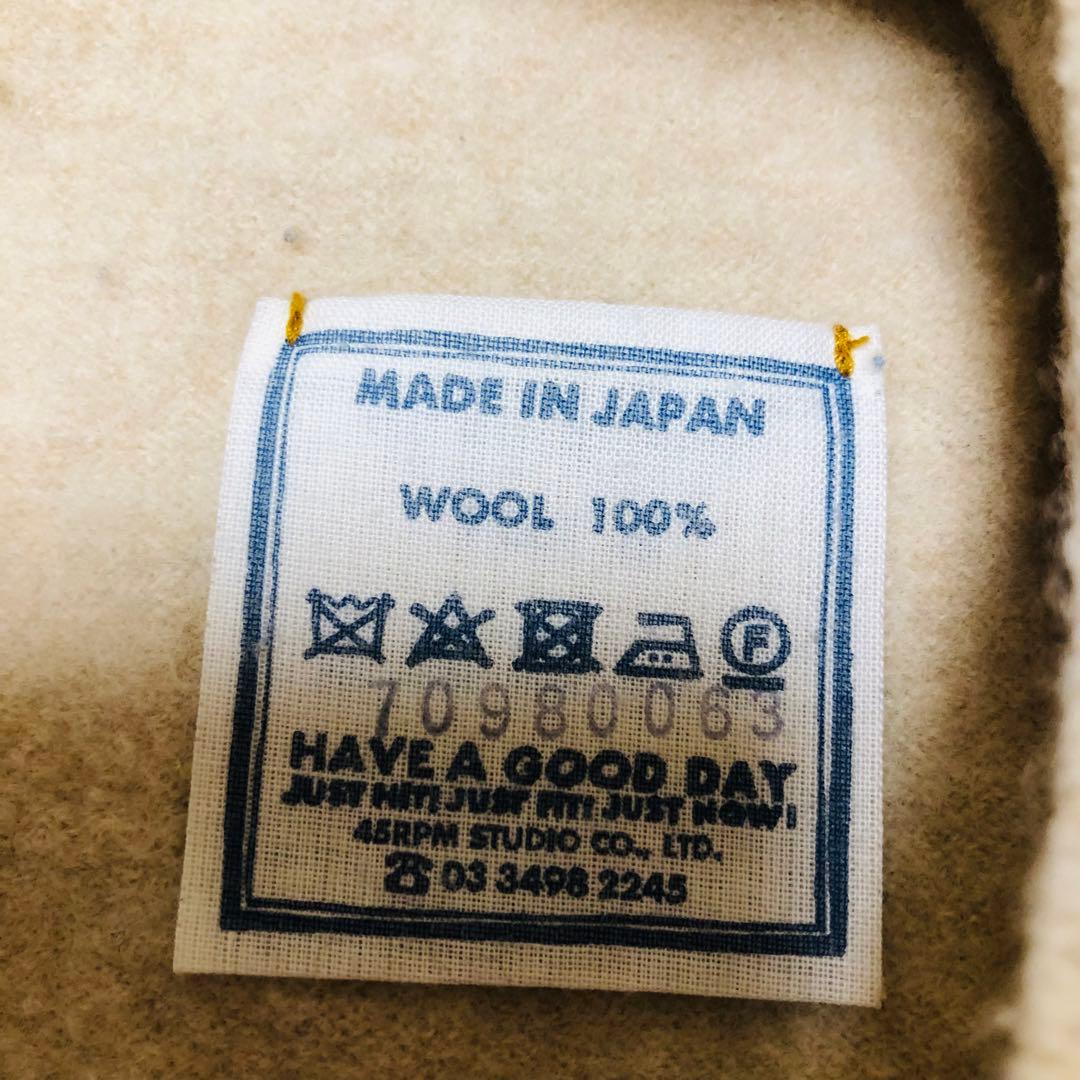 MADE IN JAPAN
WOOL 100%
F
70980063
HAVE A GOOD DAY
JUST HIT! JUST FIT! JUST NOW!
45RPM STUDIO CO., LTD.
☎ 03 3498 2245